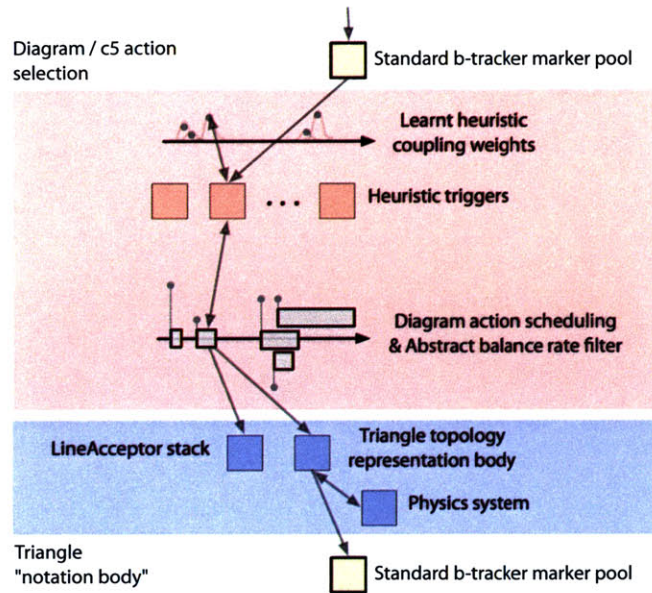 Diagram / c5 action
selection
Standard b-tracker marker pool
Learnt heuristic
coupling weights
Heuristic triggers
Diagram action scheduling
& Abstract balance rate filter
LineAcceptor stack
Triangle topology
representation body
Physics system
Triangle
"notation body"
Standard b-tracker marker pool